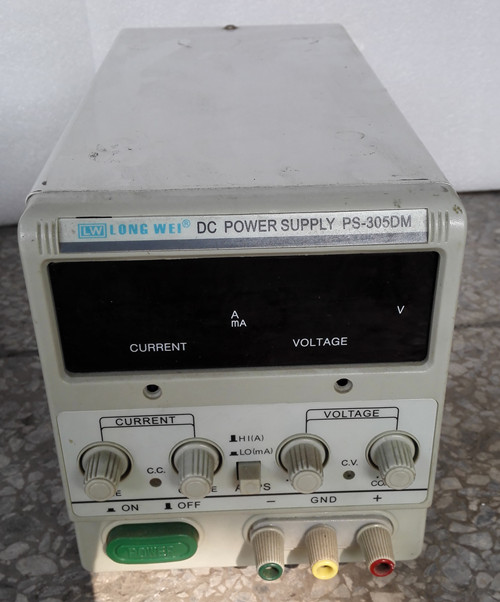 LW LONG WEI® DC POWER SUPPLY PS-305DM
A
mA
V
CURRENT
VOLTAGE
CURRENT
VOLTAGE
HI(A)
LO(mA)
C.C.
C.V.
ON
OFF
–
GND
+
POWER